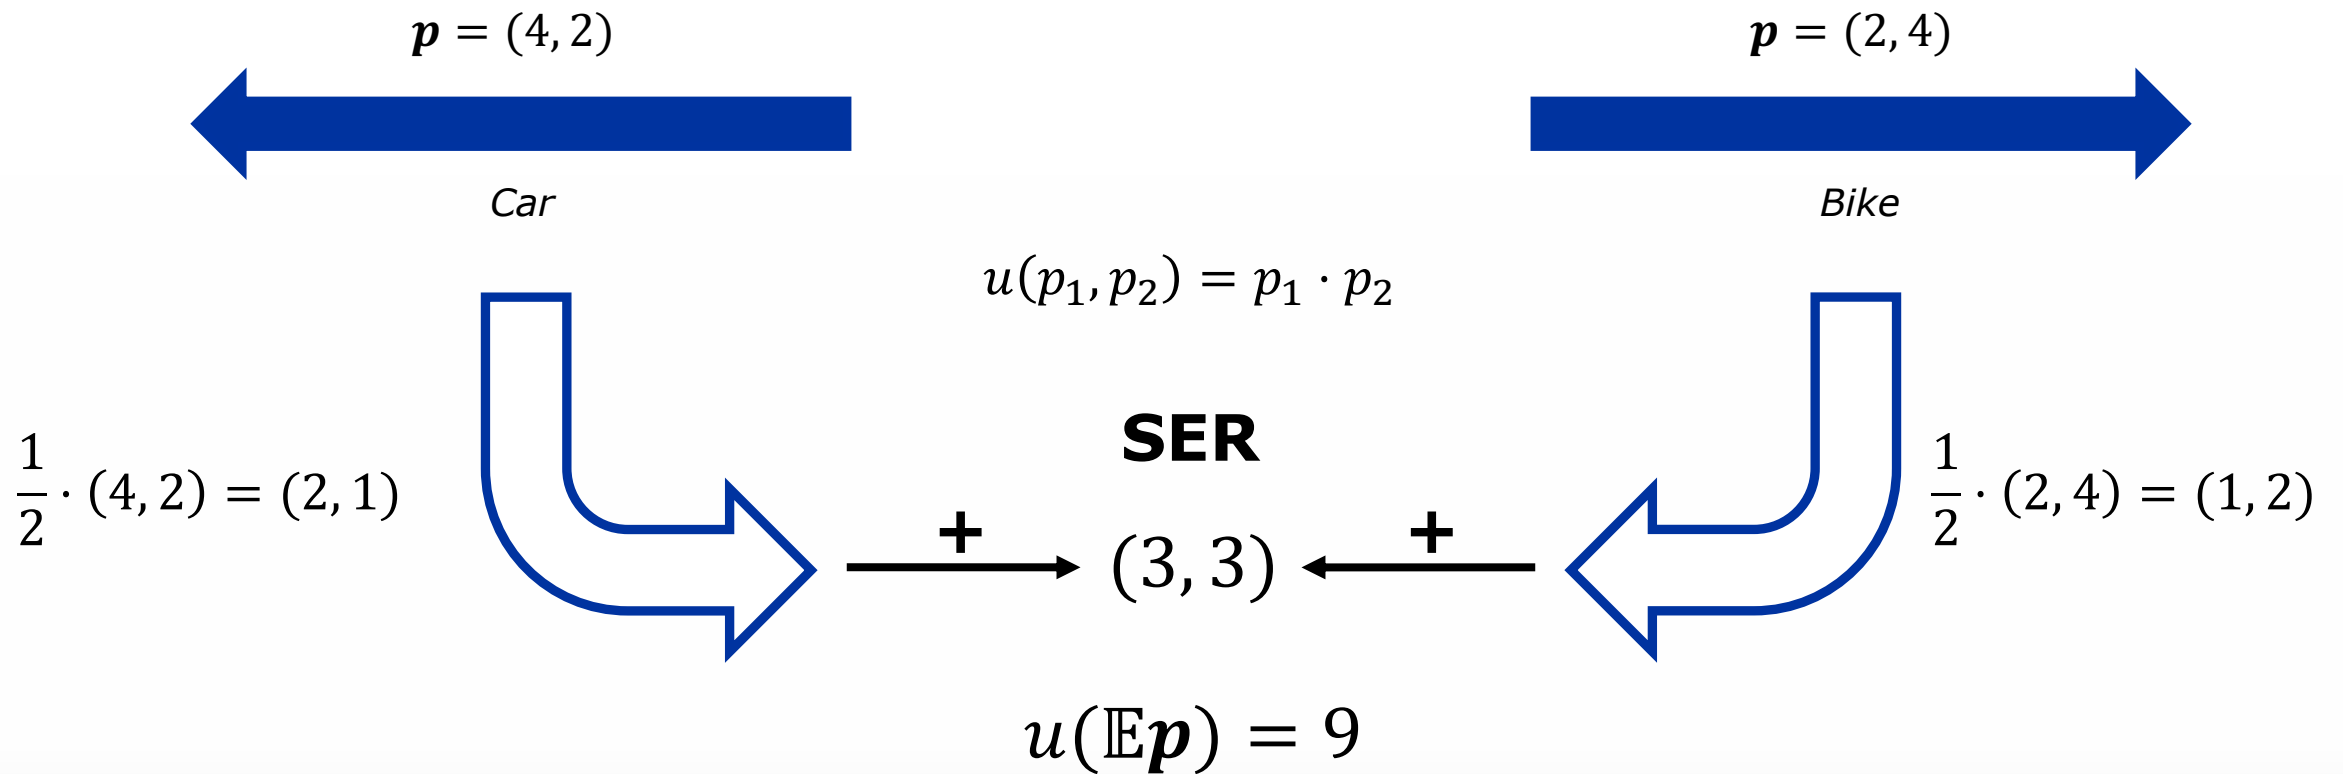 𝒑 = (4, 2)
𝒑 = (2, 4)
Car
Bike
u(p₁, p₂) = p₁ · p₂
SER
1/2 · (4, 2) = (2, 1)
+
(3, 3)
+
1/2 · (2, 4) = (1, 2)
u(𝔼𝒑) = 9